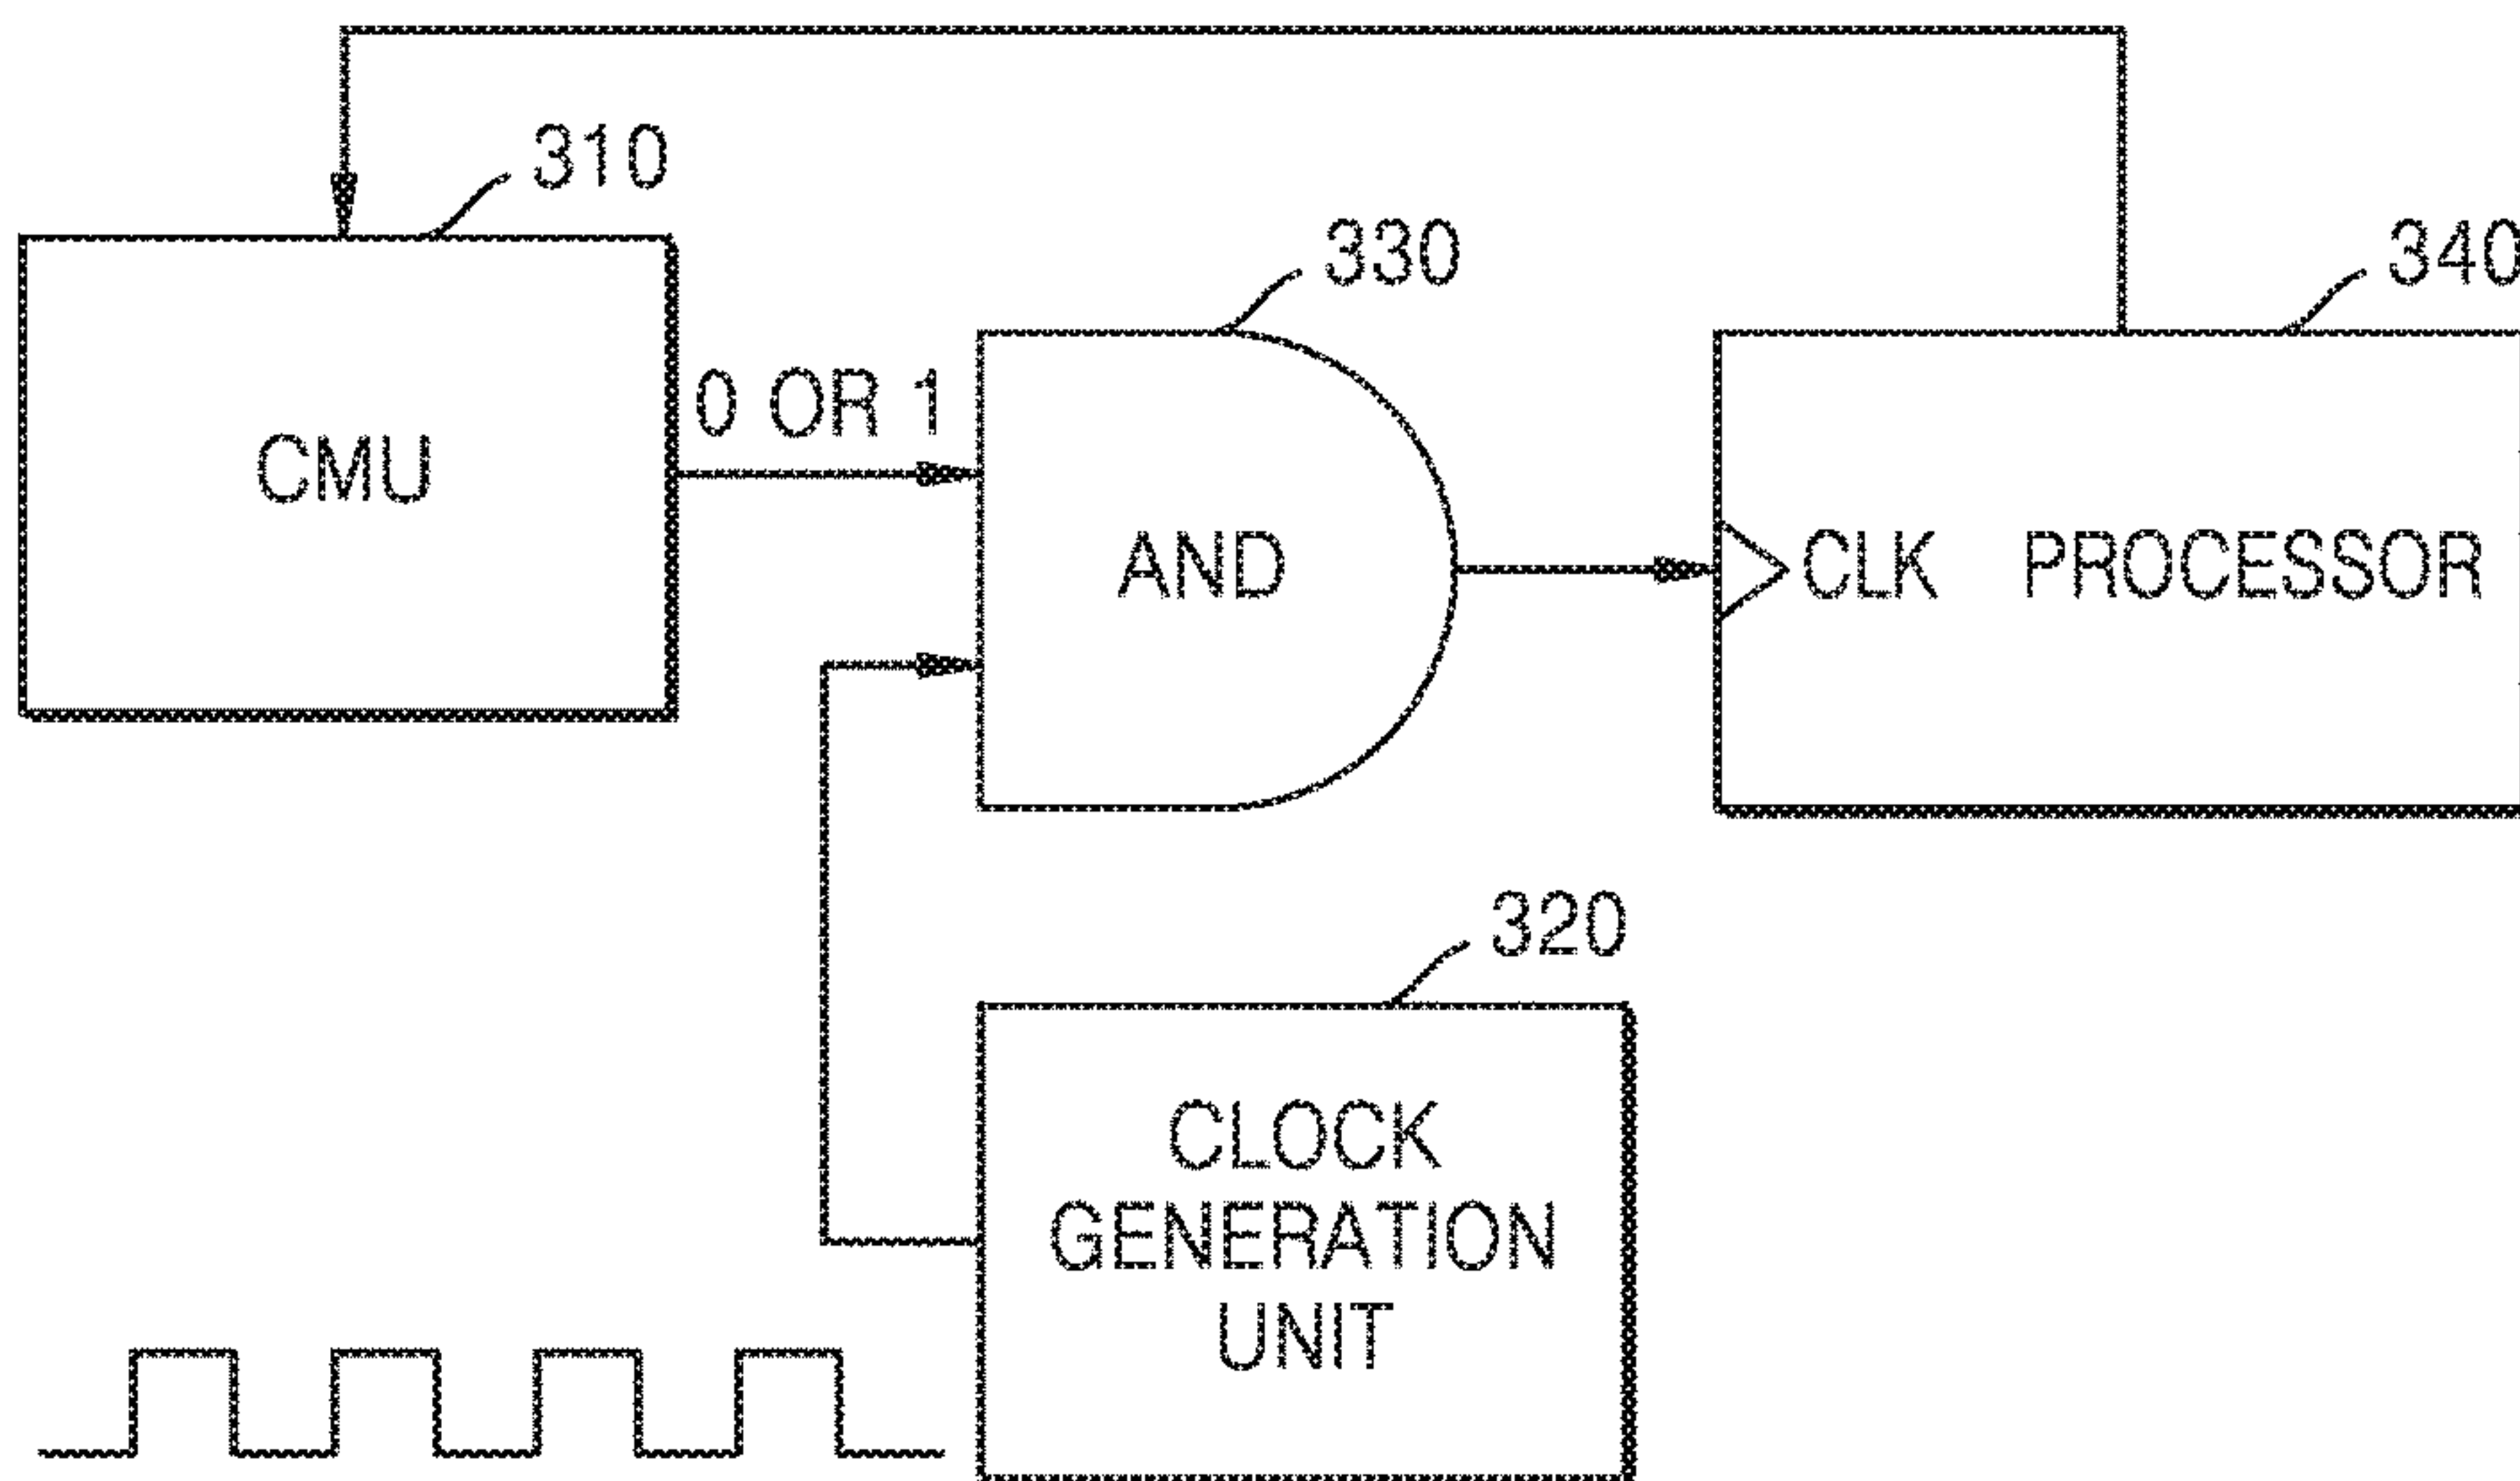 310
330
340
0 OR 1
CMU
AND
CLK PROCESSOR
320
CLOCK
GENERATION
UNIT